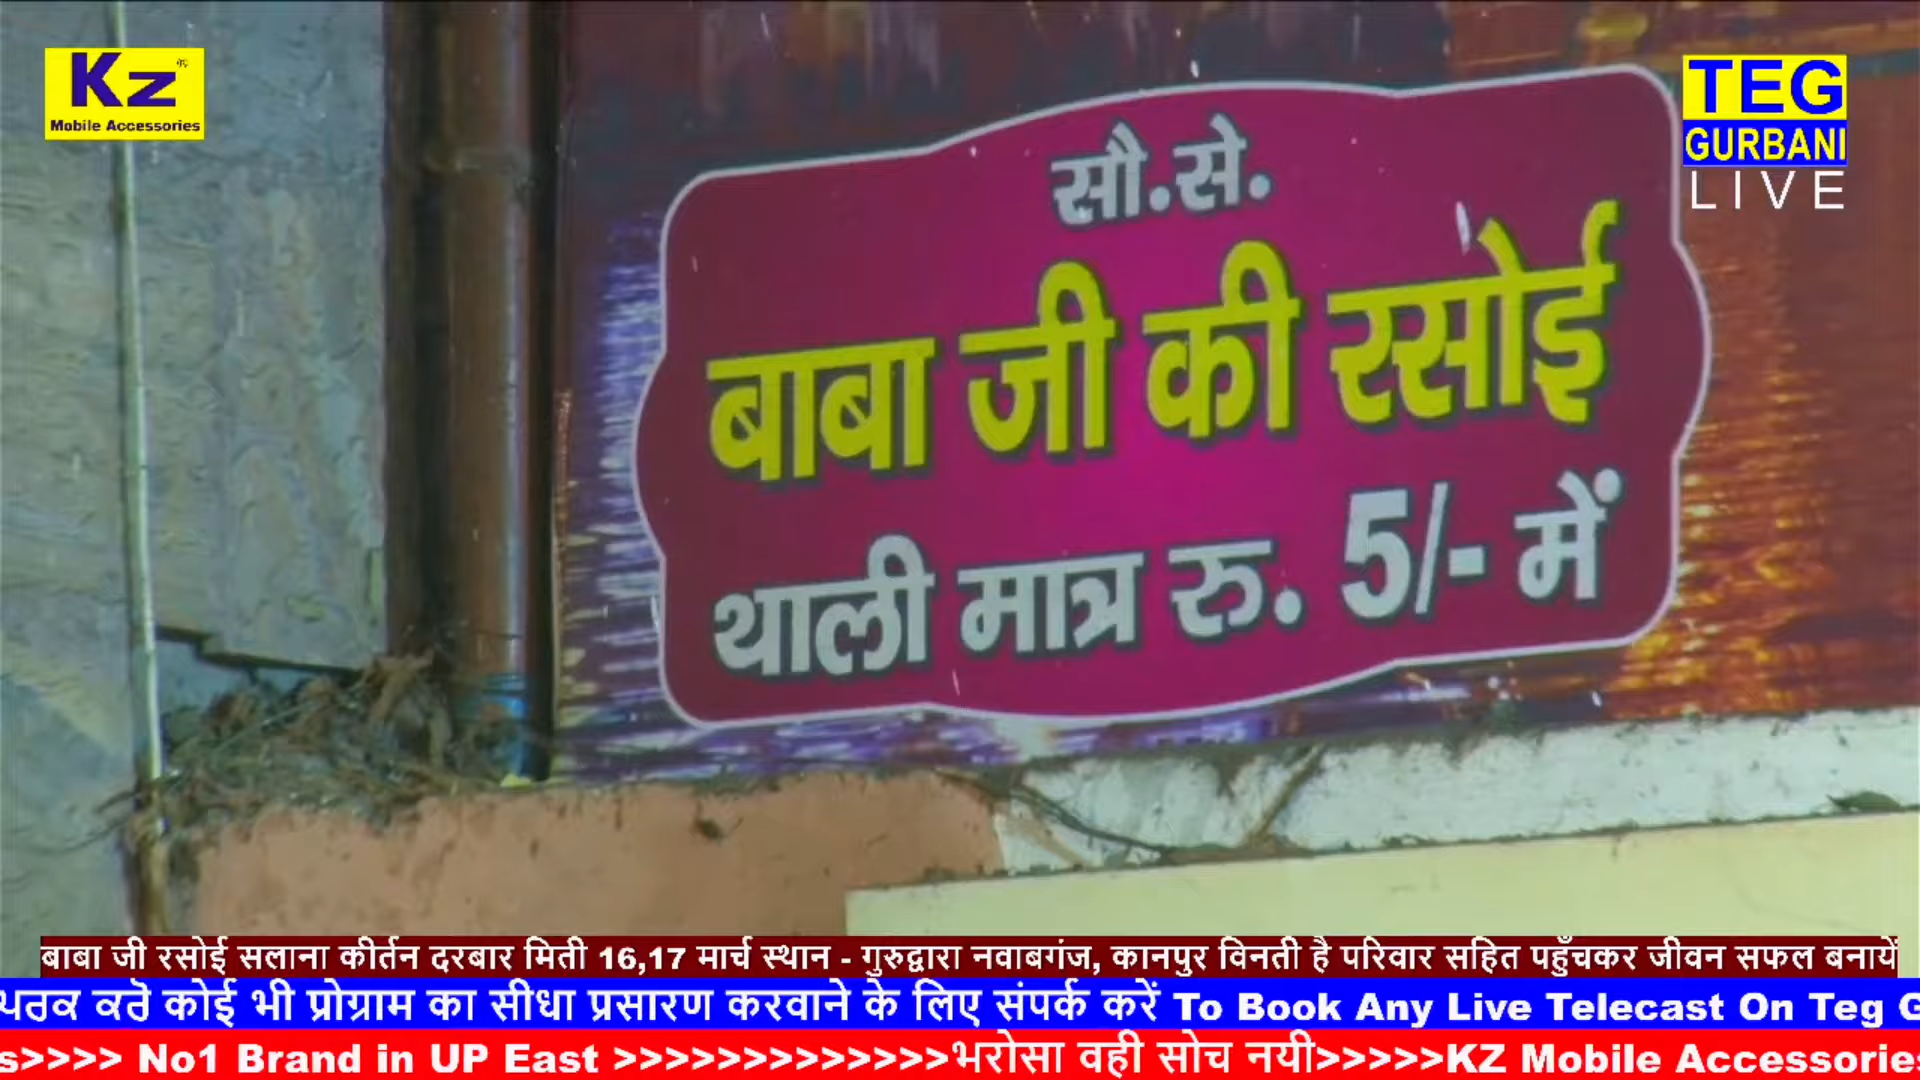 Kz
Mobile Accessories
TEG
GURBANI
LIVE
सौ.से.
बाबा जी की रसोई
थाली मात्र रु. 5/- में
बाबा जी रसोई सलाना कीर्तन दरबार मिती 16,17 मार्च स्थान - गुरुद्वारा नवाबगंज, कानपुर विनती है परिवार सहित पहुँचकर जीवन सफल बनायें
ਕਰੋ कोई भी प्रोग्राम का सीधा प्रसारण करवाने के लिए संपर्क करें To Book Any Live Telecast On Teg G
s>>>> No1 Brand in UP East >>>>>>>>>>>>>भरोसा वही सोच नयी>>>>>KZ Mobile Accessories